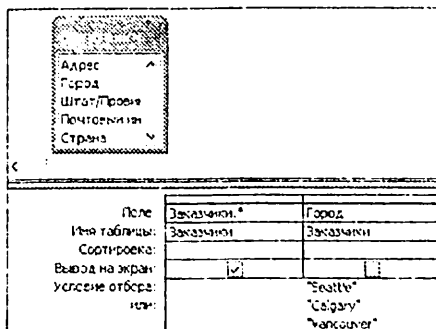 Адрес
Город
Штат/Провин
Почтовый ин
Страна
Поле: Заказчики.* Город
Имя таблицы: Заказчики Заказчики
Сортировка:
Вывод на экран:
Условие отбора: "Seattle"
или: "Calgary"
"Vancouver"